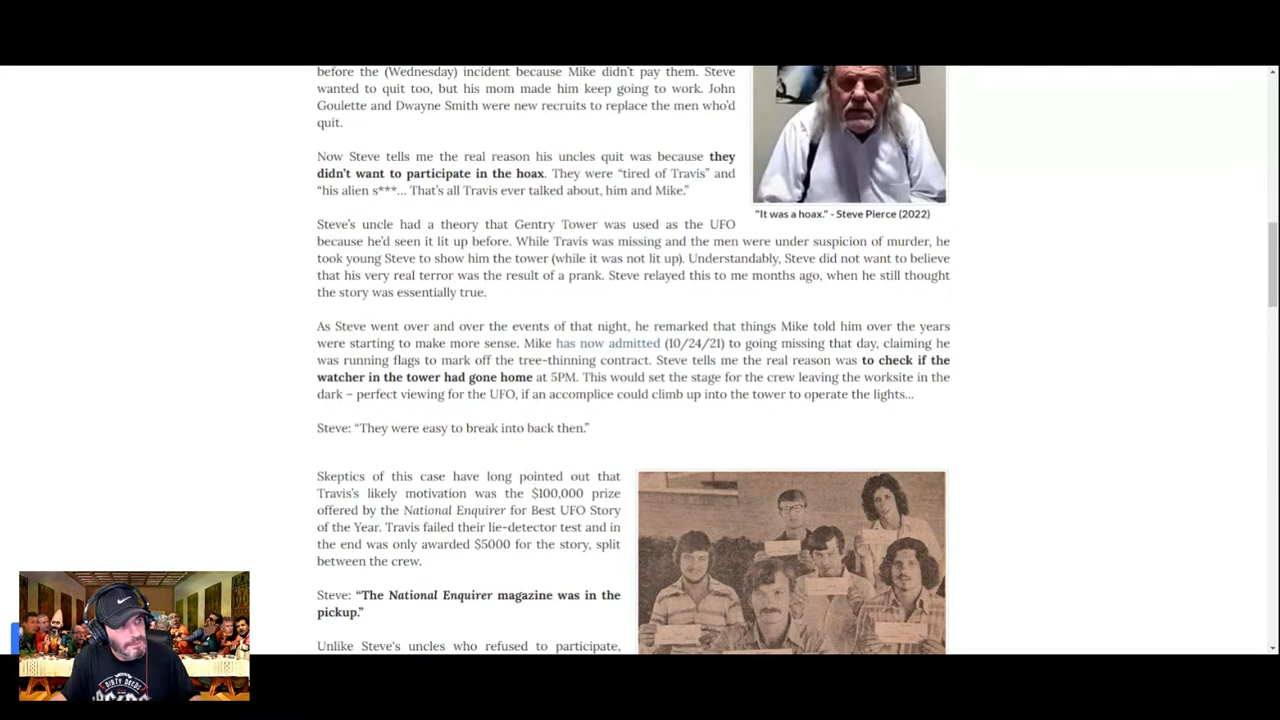 before the (Wednesday) incident because Mike didn't pay them. Steve
wanted to quit too, but his mom made him keep going to work. John
Goulette and Dwayne Smith were new recruits to replace the men who'd
quit.
Now Steve tells me the real reason his uncles quit was because they
didn't want to participate in the hoax. They were “tired of Travis” and
“his alien s***… That's all Travis ever talked about, him and Mike.”
"It was a hoax." - Steve Pierce (2022)
Steve's uncle had a theory that Gentry Tower was used as the UFO
because he'd seen it lit up before. While Travis was missing and the men were under suspicion of murder, he
took young Steve to show him the tower (while it was not lit up). Understandably, Steve did not want to believe
that his very real terror was the result of a prank. Steve relayed this to me months ago, when he still thought
the story was essentially true.
As Steve went over and over the events of that night, he remarked that things Mike told him over the years
were starting to make more sense. Mike has now admitted (10/24/21) to going missing that day, claiming he
was running flags to mark off the tree-thinning contract. Steve tells me the real reason was to check if the
watcher in the tower had gone home at 5PM. This would set the stage for the crew leaving the worksite in the
dark – perfect viewing for the UFO, if an accomplice could climb up into the tower to operate the lights…
Steve: “They were easy to break into back then.”
Skeptics of this case have long pointed out that
Travis's likely motivation was the $100,000 prize
offered by the National Enquirer for Best UFO Story
of the Year. Travis failed their lie-detector test and in
the end was only awarded $5000 for the story, split
between the crew.
Steve: “The National Enquirer magazine was in the
pickup.”
Unlike Steve's uncles who refused to participate,
DIRTY DEEDS